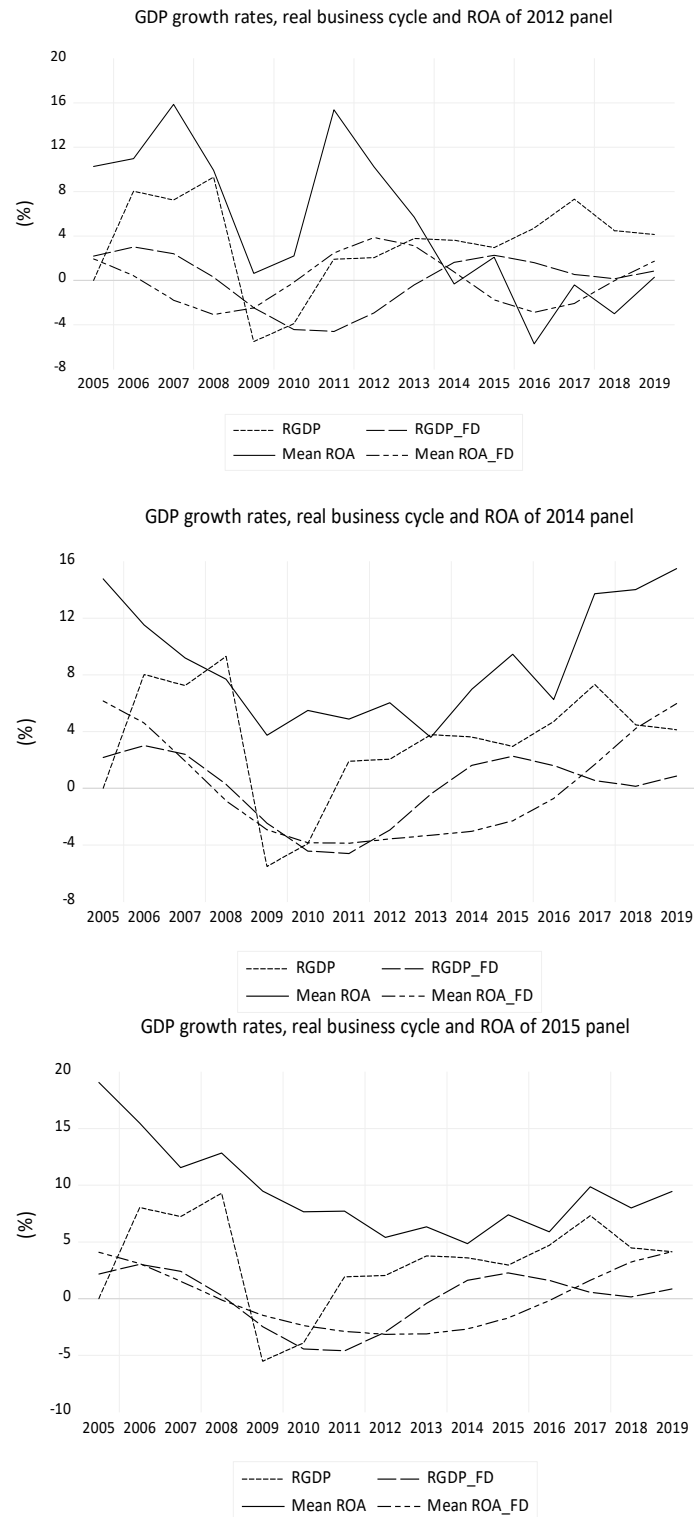 GDP growth rates, real business cycle and ROA of 2012 panel
20
16
12
8
4
0
-4
-8
(%)
2005 2006 2007 2008 2009 2010 2011 2012 2013 2014 2015 2016 2017 2018 2019
RGDP RGDP_FD
Mean ROA Mean ROA_FD
GDP growth rates, real business cycle and ROA of 2014 panel
16
12
8
4
0
-4
-8
(%)
2005 2006 2007 2008 2009 2010 2011 2012 2013 2014 2015 2016 2017 2018 2019
RGDP RGDP_FD
Mean ROA Mean ROA_FD
GDP growth rates, real business cycle and ROA of 2015 panel
20
15
10
5
0
-5
-10
(%)
2005 2006 2007 2008 2009 2010 2011 2012 2013 2014 2015 2016 2017 2018 2019
RGDP RGDP_FD
Mean ROA Mean ROA_FD